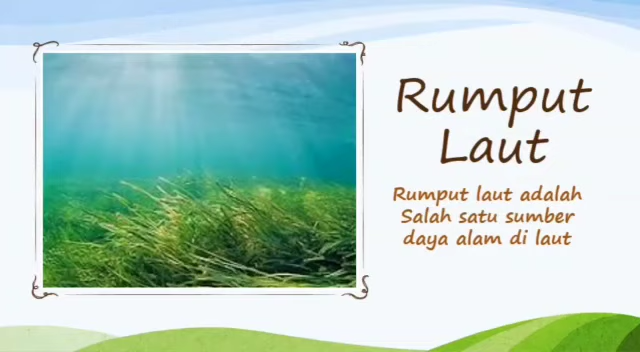 Rumput
Laut
Rumput laut adalah
Salah satu sumber
daya alam di laut